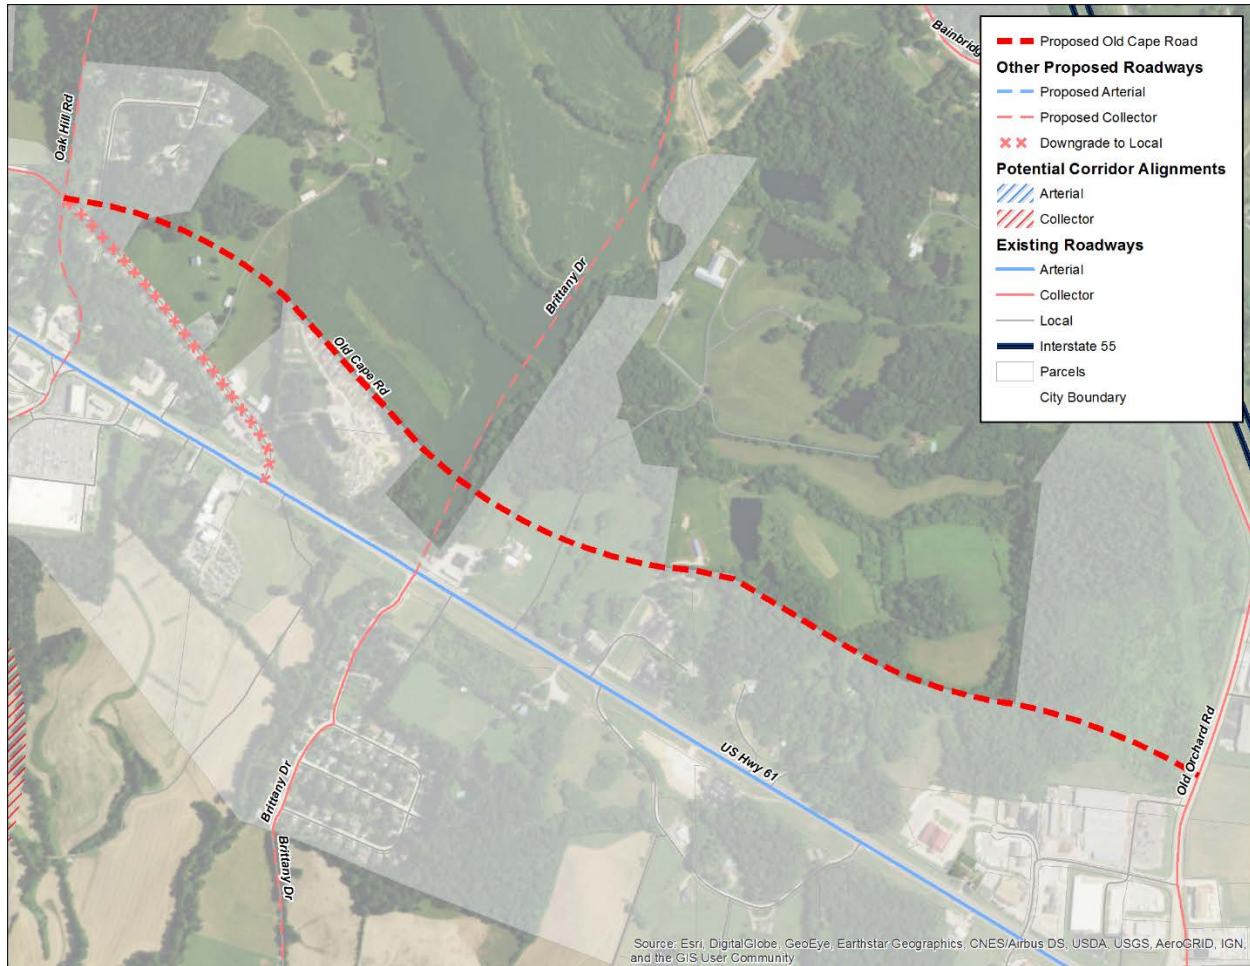 Bainbridge
Proposed Old Cape Road
Other Proposed Roadways
Proposed Arterial
Proposed Collector
Downgrade to Local
Potential Corridor Alignments
Arterial
Collector
Existing Roadways
Arterial
Collector
Local
Interstate 55
Parcels
City Boundary
Oak Hill Rd
Brittany Dr
Old Cape Rd
US Hwy 61
Old Orchard Rd
Brittany Dr
Brittany Dr
Source: Esri, DigitalGlobe, GeoEye, Earthstar Geographics, CNES/Airbus DS, USDA, USGS, AeroGRID, IGN,
and the GIS User Community